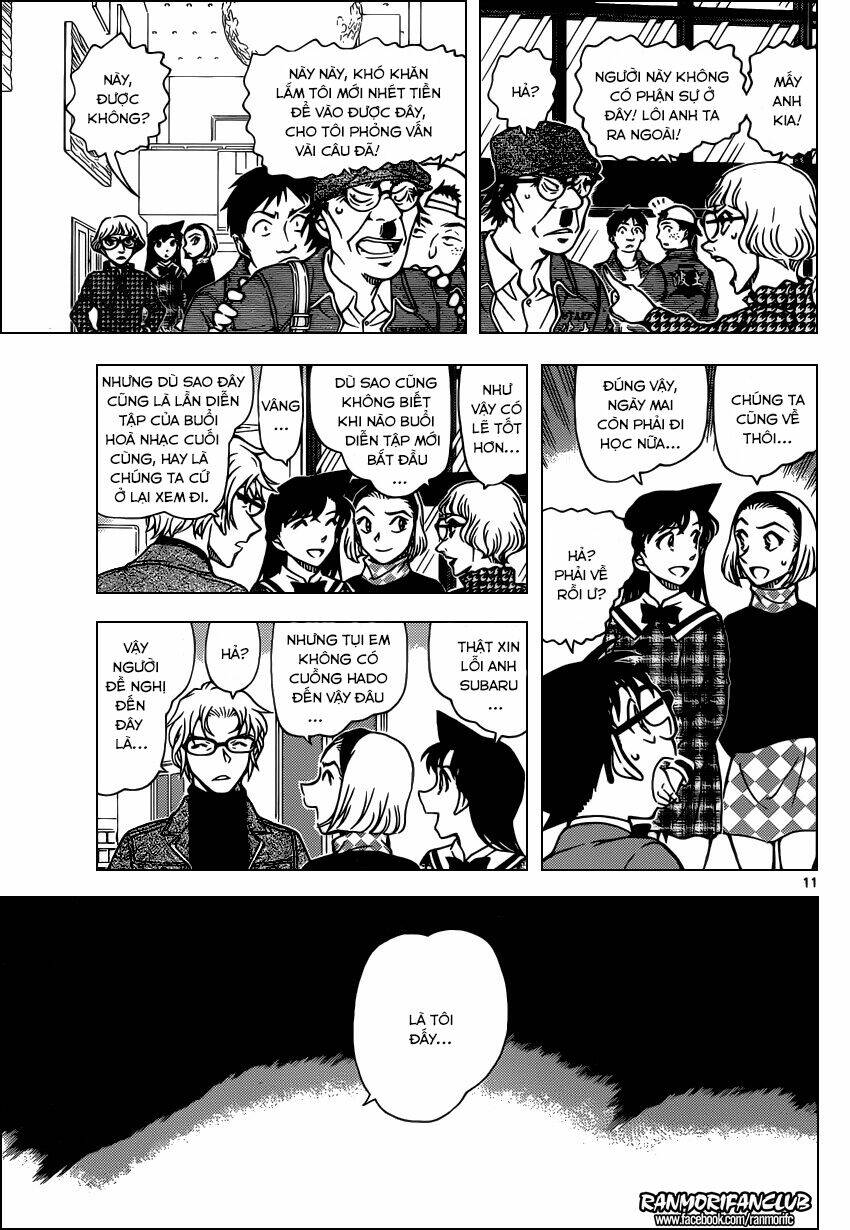 MẤY
ANH
KIA!
NGƯỜI NÀY KHÔNG
CÓ PHẬN SỰ Ở
ĐÂY! LÔI ANH TA
RA NGOÀI!
HẢ?
STAFF
NÀY NÀY, KHÓ KHĂN
LẮM TÔI MỚI NHÉT TIỀN
ĐỂ VÀO ĐƯỢC ĐÂY,
CHO TÔI PHỎNG VẤN
VÀI CÂU ĐÃ!
NÀY,
ĐƯỢC
KHÔNG?
CHÚNG TA
CŨNG VỀ
THÔI...
ĐÚNG VẬY,
NGÀY MAI
CÒN PHẢI ĐI
HỌC NỮA...
HẢ?
PHẢI VỀ
RỒI Ư?
NHƯ
VẬY CÓ
LẼ TỐT
HƠN...
DÙ SAO CŨNG
KHÔNG BIẾT
KHI NÀO BUỔI
DIỄN TẬP MỚI
BẮT ĐẦU
...
VÂNG
...
NHƯNG DÙ SAO ĐÂY
CŨNG LÀ LẦN DIỄN
TẬP CỦA BUỔI
HOÀ NHẠC CUỐI
CÙNG, HAY LÀ
CHÚNG TA CỨ
Ở LẠI XEM ĐI.
THẬT XIN
LỖI ANH
SUBARU
...
NHƯNG TỤI EM
KHÔNG CÓ
CUỒNG HADO
ĐẾN VẬY ĐÂU
...
HẢ?
VẬY
NGƯỜI
ĐỀ NGHỊ
ĐẾN
ĐÂY
LÀ...
11
LÀ TÔI
ĐẤY...
RANMORIFANCLUB
www.facebook.com/ranmorifc